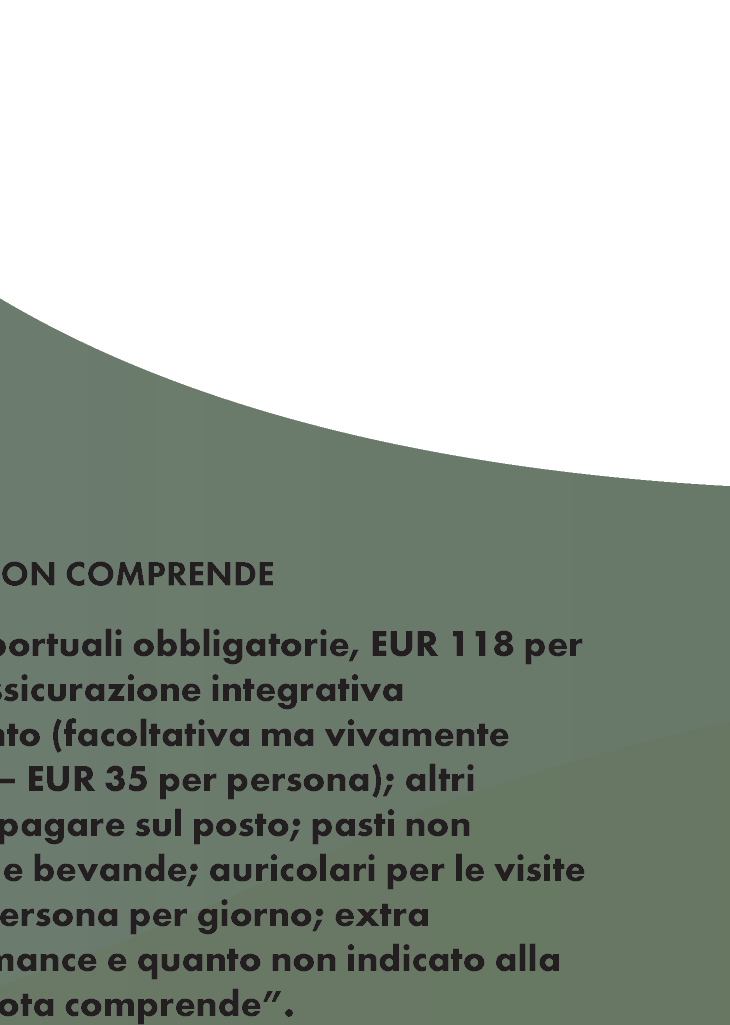 ON COMPRENDE
portuali obbligatorie, EUR 118 per
ssicurazione integrativa
nto (facoltativa ma vivamente
– EUR 35 per persona); altri
pagare sul posto; pasti non
e bevande; auricolari per le visite
ersona per giorno; extra
mance e quanto non indicato alla
ota comprende”.